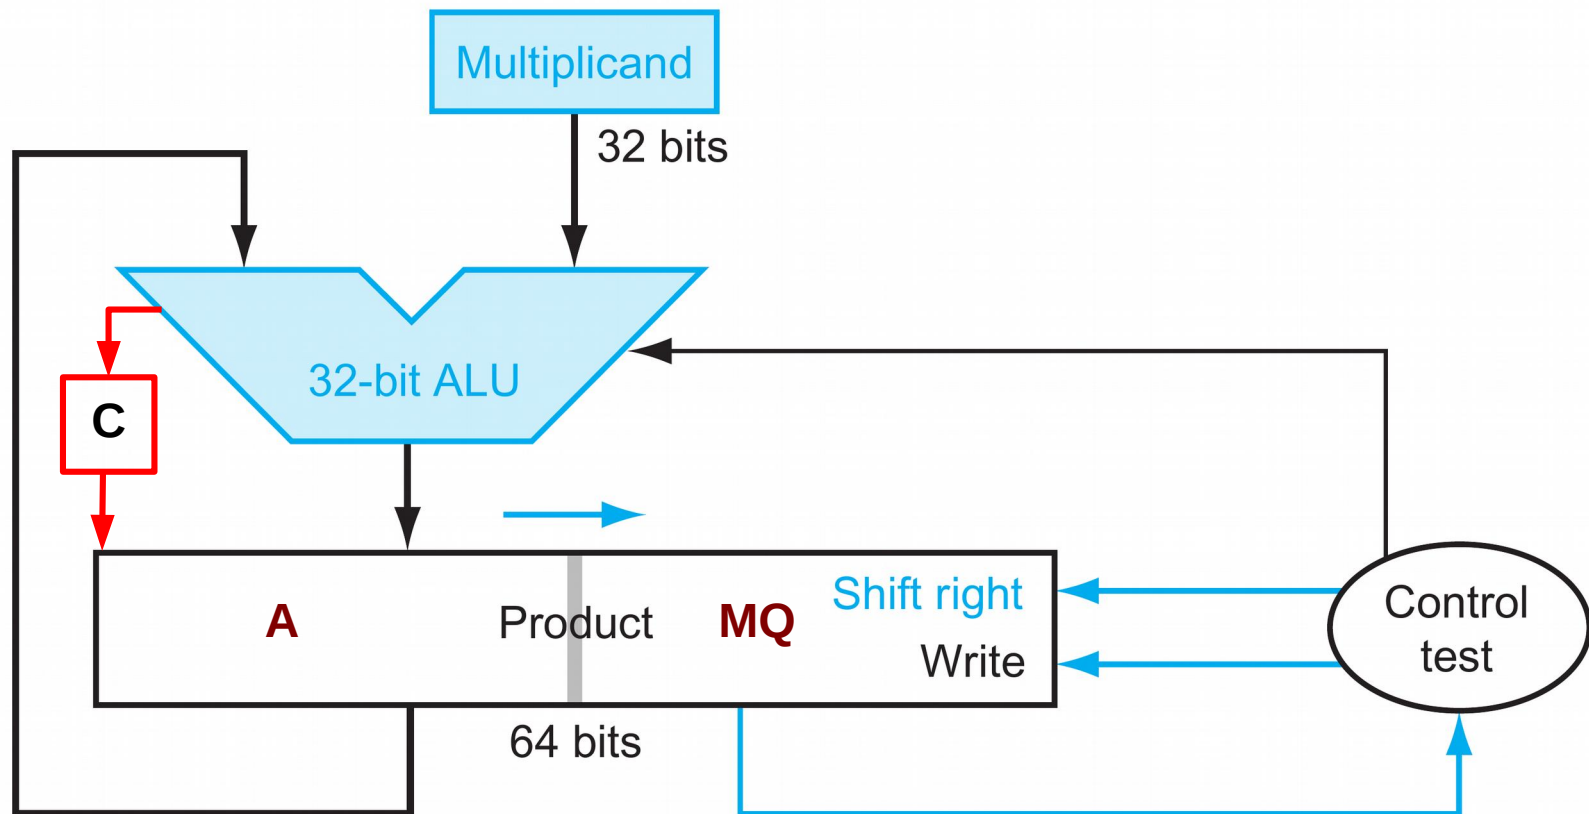 Multiplicand
32 bits
32-bit ALU
C
A
Product
MQ
Shift right
Write
Control
test
64 bits